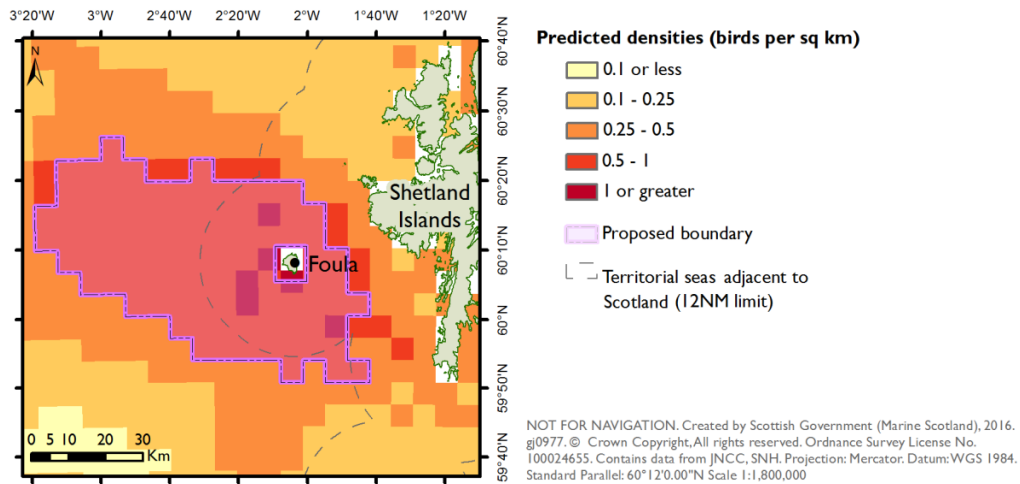 3°20'W 3°W 2°40'W 2°20'W 2°W 1°40'W 1°20'W
N
60°40'N
60°30'N
60°20'N
60°10'N
60°N
59°50'N
59°40'N
Shetland
Islands
Foula
0 5 10 20 30
Km
Predicted densities (birds per sq km)
0.1 or less
0.1 - 0.25
0.25 - 0.5
0.5 - 1
1 or greater
Proposed boundary
Territorial seas adjacent to
Scotland (12NM limit)
NOT FOR NAVIGATION. Created by Scottish Government (Marine Scotland), 2016.
gj0977. © Crown Copyright, All rights reserved. Ordnance Survey License No.
100024655. Contains data from JNCC, SNH. Projection: Mercator. Datum: WGS 1984.
Standard Parallel: 60°12'0.00"N Scale 1:1,800,000